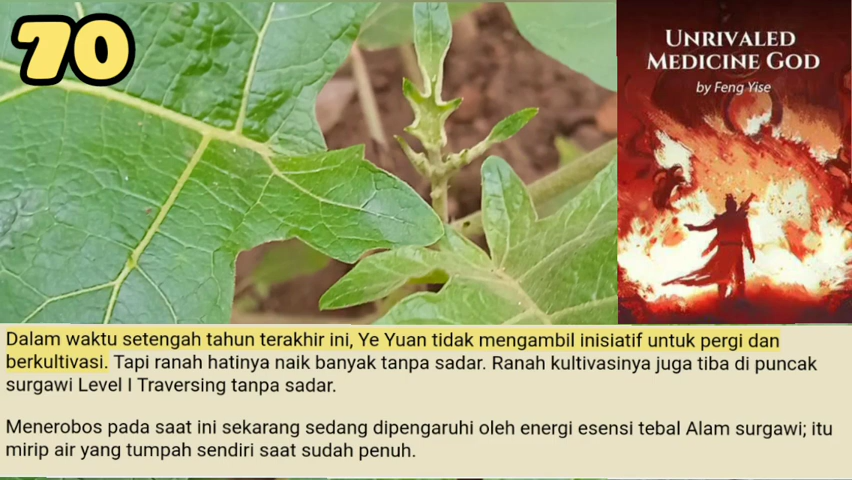 70
UNRIVALED
MEDICINE GOD
by Feng Yise
Dalam waktu setengah tahun terakhir ini, Ye Yuan tidak mengambil inisiatif untuk pergi dan
berkultivasi. Tapi ranah hatinya naik banyak tanpa sadar. Ranah kultivasinya juga tiba di puncak
surgawi Level I Traversing tanpa sadar.
Menerobos pada saat ini sekarang sedang dipengaruhi oleh energi esensi tebal Alam surgawi; itu
mirip air yang tumpah sendiri saat sudah penuh.